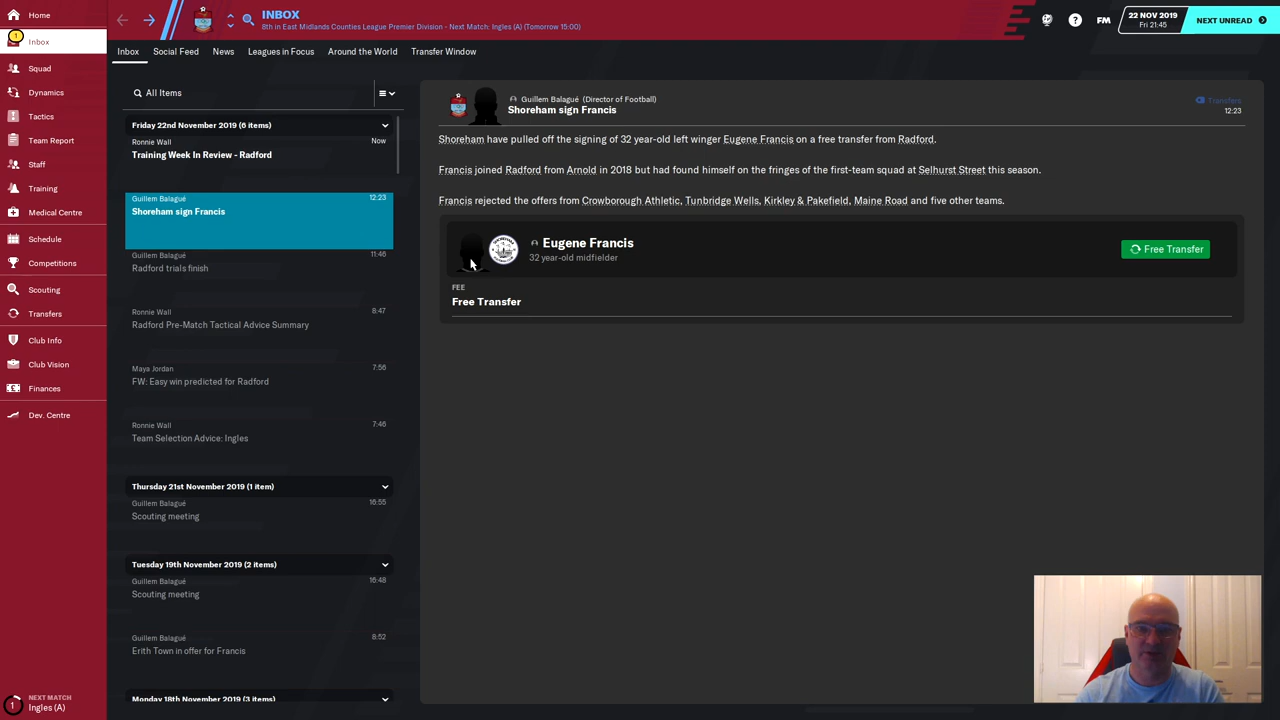 Home
INBOX
8th in East Midlands Counties League Premier Division - Next Match: Ingles (A) (Tomorrow 15:00)
FM
22 NOV 2019
Fri 21:45
NEXT UNREAD
1
Inbox
Squad
Dynamics
Tactics
Team Report
Staff
Training
Medical Centre
Schedule
Competitions
Scouting
Transfers
Club Info
Club Vision
Finances
Dev. Centre
1
NEXT MATCH
Ingles (A)
Inbox
Social Feed
News
Leagues in Focus
Around the World
Transfer Window
All Items
Friday 22nd November 2019 (6 items)
Ronnie Wall
Now
Training Week In Review - Radford
Guillem Balagué
12:23
Shoreham sign Francis
Guillem Balagué
11:46
Radford trials finish
Ronnie Wall
8:47
Radford Pre-Match Tactical Advice Summary
Maya Jordan
7:56
FW: Easy win predicted for Radford
Ronnie Wall
7:46
Team Selection Advice: Ingles
Thursday 21st November 2019 (1 item)
Guillem Balagué
16:55
Scouting meeting
Tuesday 19th November 2019 (2 items)
Guillem Balagué
16:48
Scouting meeting
Guillem Balagué
8:52
Erith Town in offer for Francis
Monday 18th November 2019 (3 items)
Guillem Balagué (Director of Football)
Shoreham sign Francis
Transfers
12:23
Shoreham have pulled off the signing of 32 year-old left winger Eugene Francis on a free transfer from Radford.
Francis joined Radford from Arnold in 2018 but had found himself on the fringes of the first-team squad at Selhurst Street this season.
Francis rejected the offers from Crowborough Athletic, Tunbridge Wells, Kirkley & Pakefield, Maine Road and five other teams.
Eugene Francis
32 year-old midfielder
Free Transfer
FEE
Free Transfer